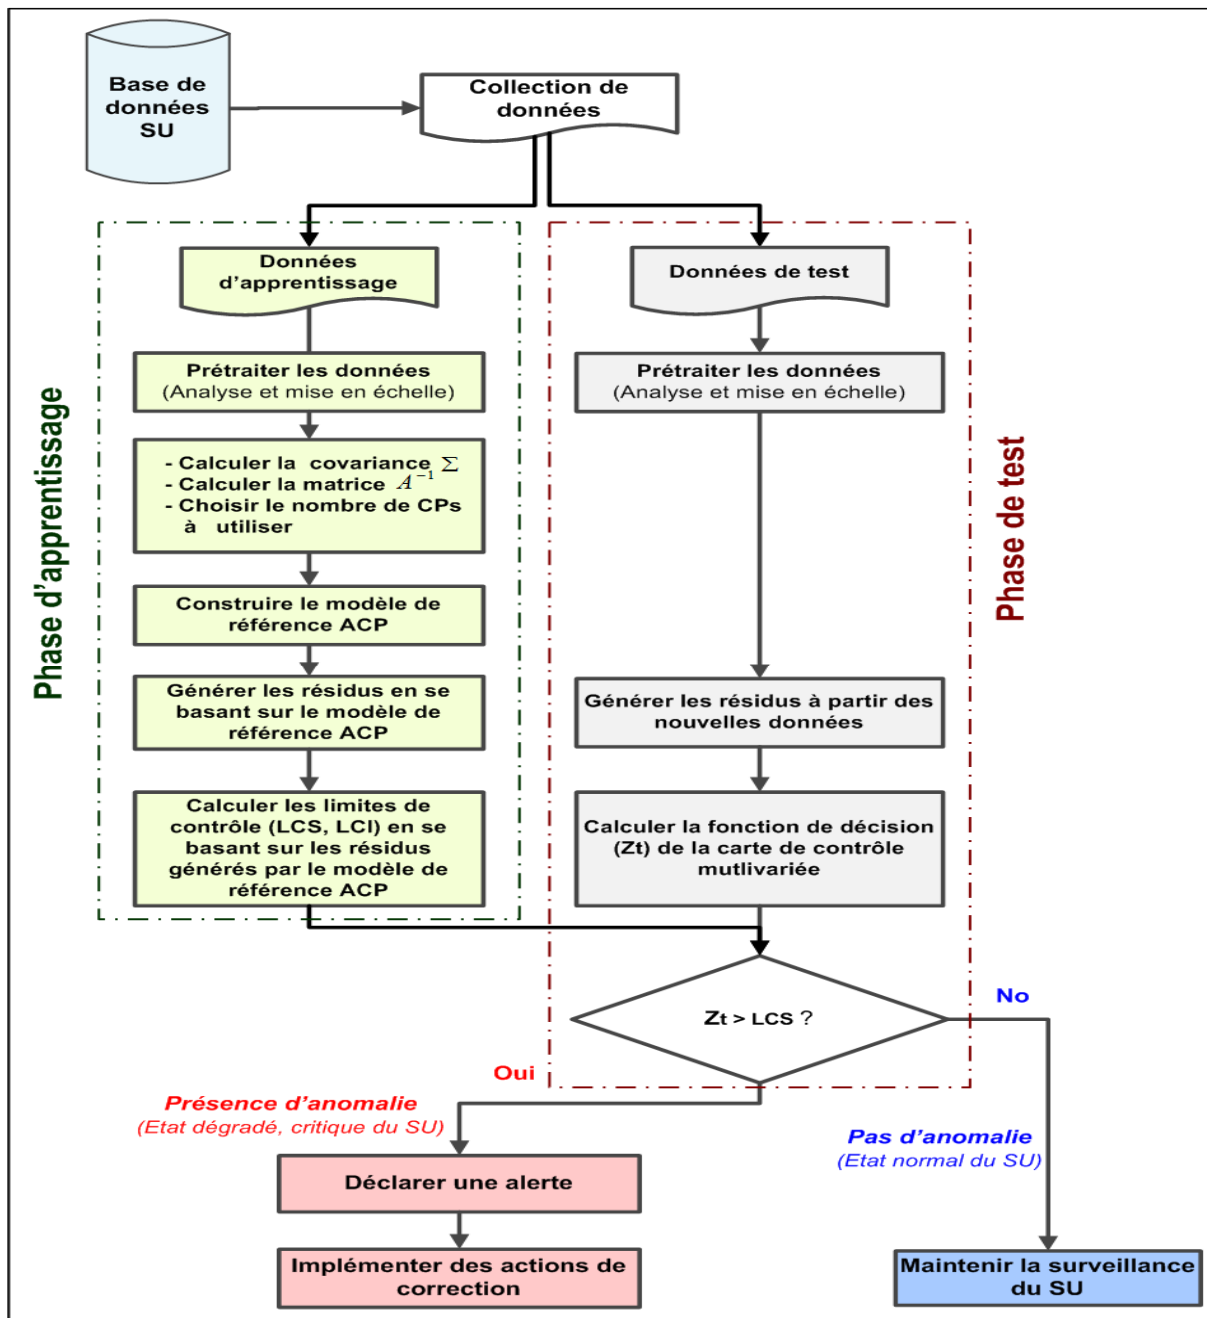 Base de
données
SU
Collection de
données
Données
d'apprentissage
Données de test
Prétraiter les données
(Analyse et mise en échelle)
Prétraiter les données
(Analyse et mise en échelle)
Phase d'apprentissage
- Calculer la covariance Σ
- Calculer la matrice A⁻¹
- Choisir le nombre de CPs
à utiliser
Phase de test
Construire le modèle de
référence ACP
Générer les résidus en se
basant sur le modèle de
référence ACP
Générer les résidus à partir des
nouvelles données
Calculer les limites de
contrôle (LCS, LCI) en se
basant sur les résidus
générés par le modèle de
référence ACP
Calculer la fonction de décision
(Zt) de la carte de contrôle
mutlivariée
Zt > LCS ?
No
Oui
Présence d'anomalie
(Etat dégradé, critique du SU)
Pas d'anomalie
(Etat normal du SU)
Déclarer une alerte
Implémenter des actions de
correction
Maintenir la surveillance
du SU